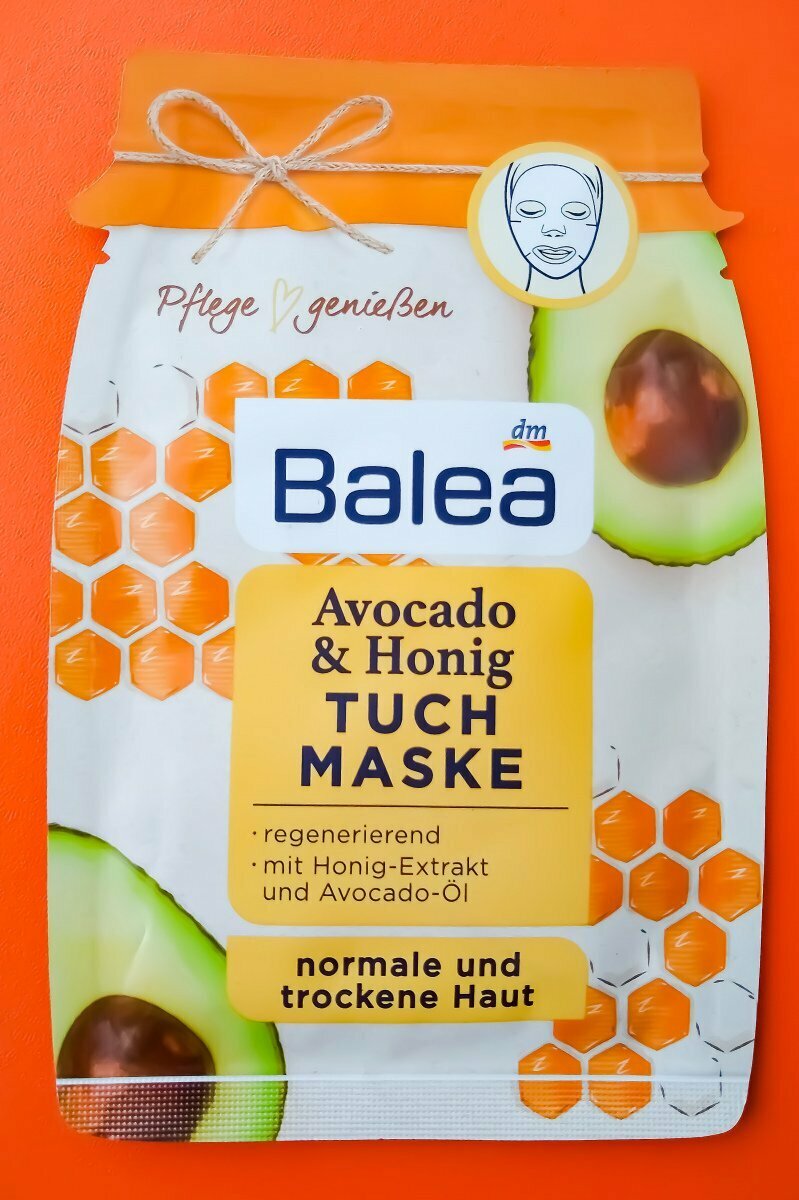 Pflege genießen
dm
Balea
Avocado
& Honig
TUCH
MASKE
· regenerierend
· mit Honig-Extrakt
und Avocado-Öl
normale und
trockene Haut